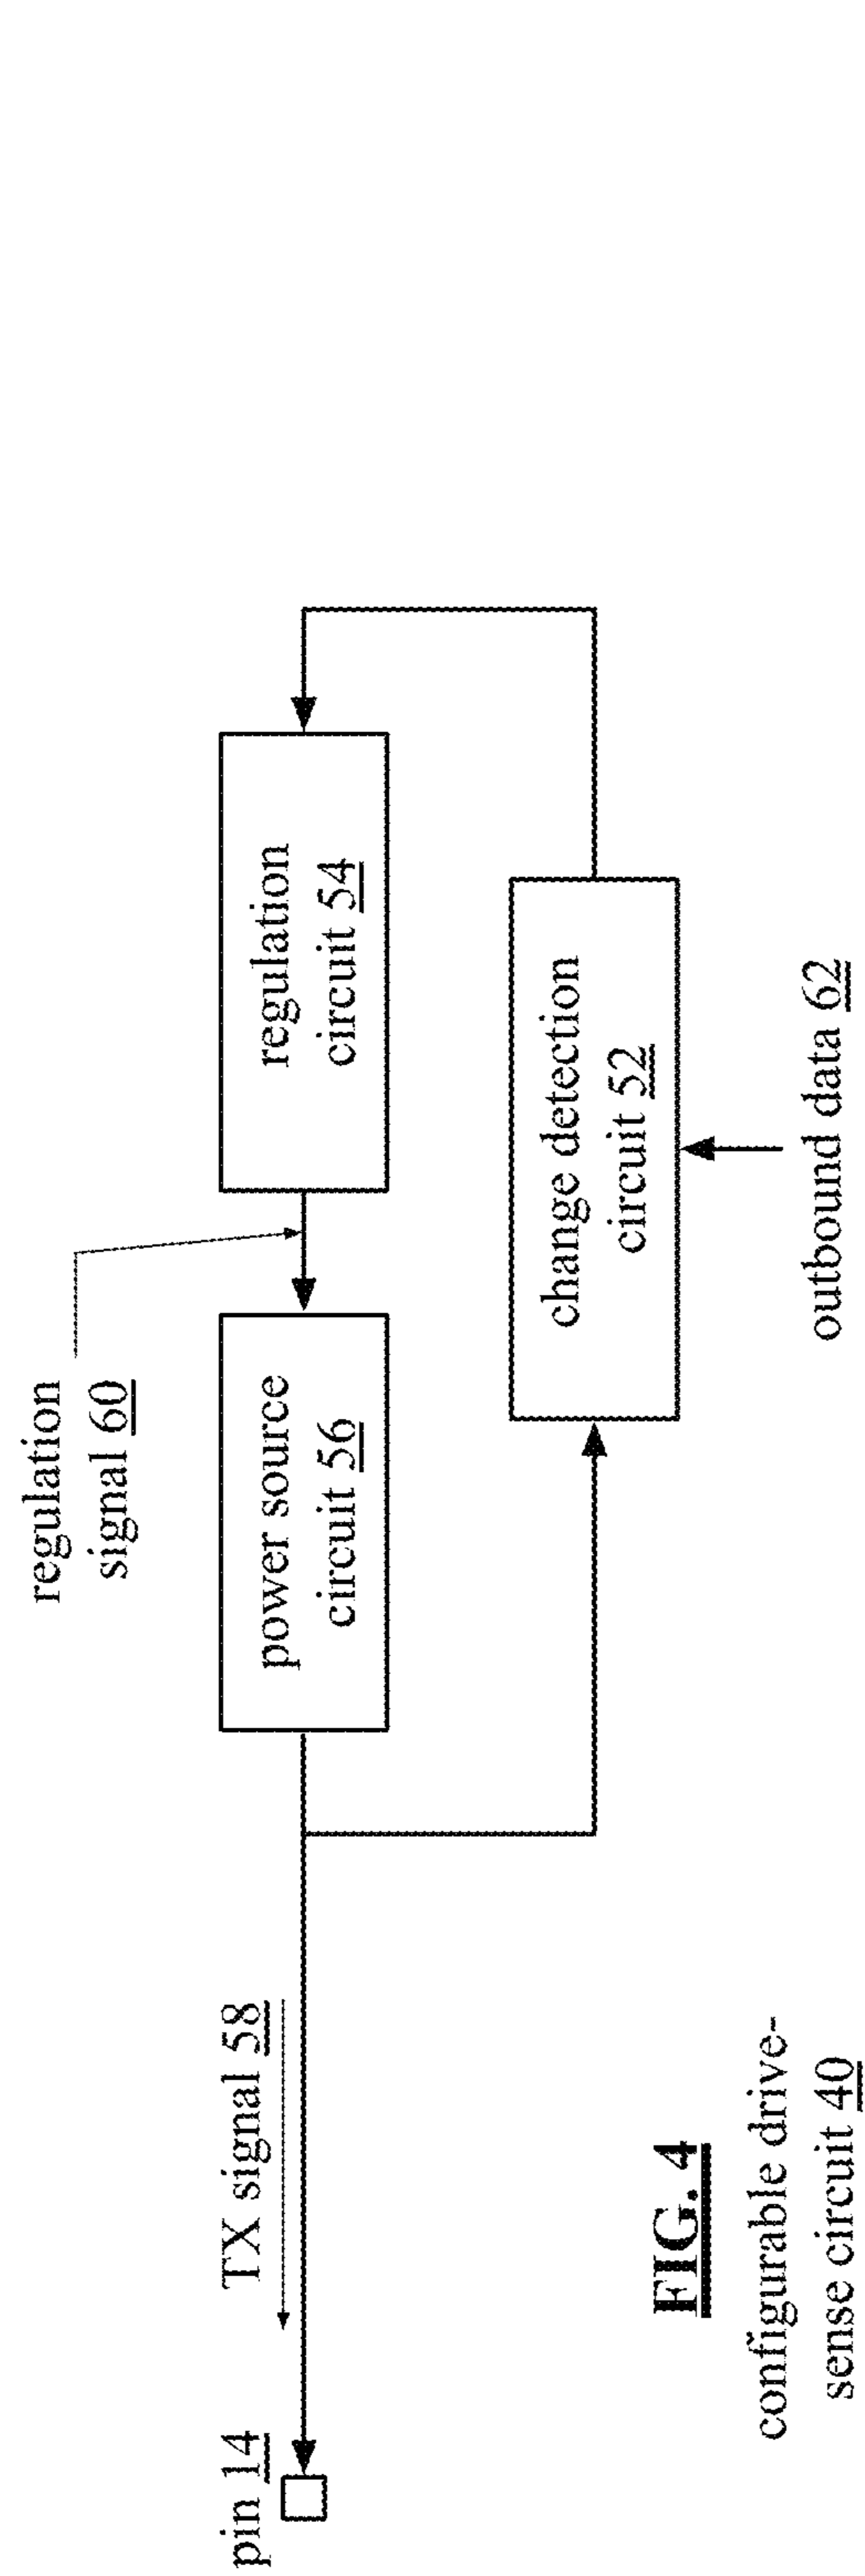 regulation
signal 60
pin 14
TX signal 58
power source
circuit 56
regulation
circuit 54
change detection
circuit 52
outbound data 62
FIG. 4
configurable drive-
sense circuit 40